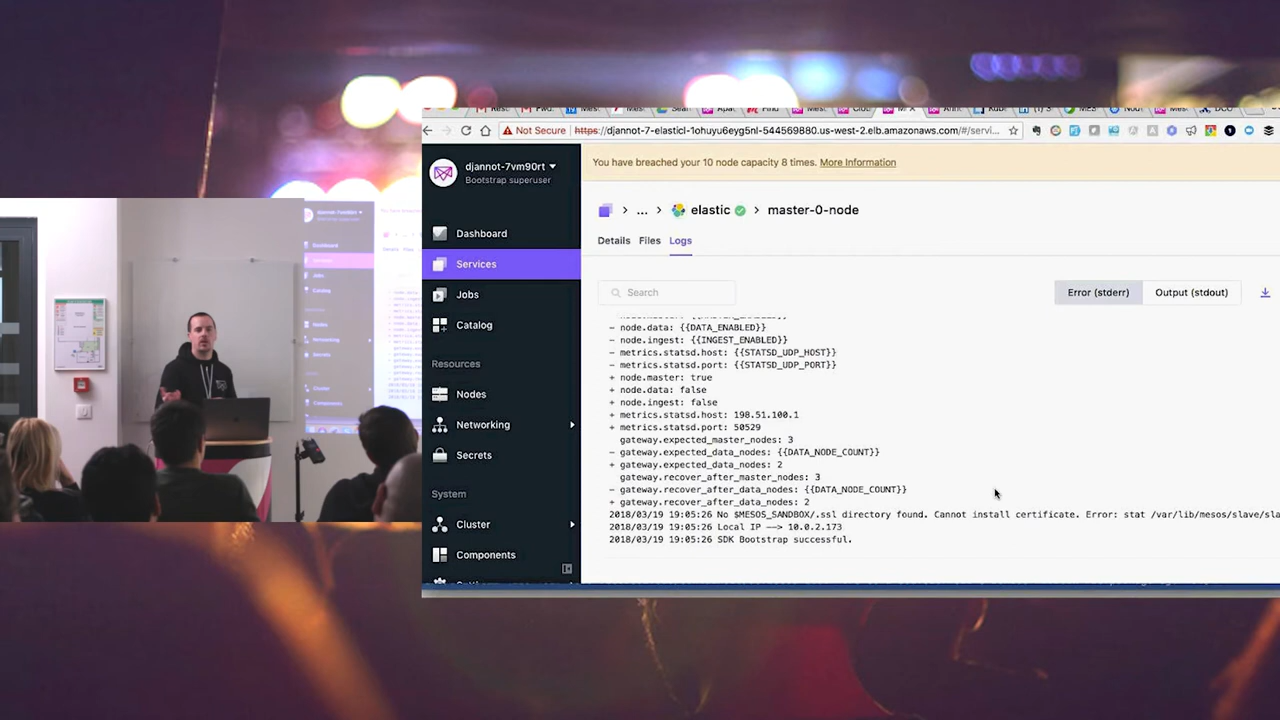 Not Secure https://djannot-7-elasticl-1ohuyu6eyg5nl-544569880.us-west-2.elb.amazonaws.com/#/servi...
djannot-7vm90rt
Bootstrap superuser
You have breached your 10 node capacity 8 times. More Information
... > elastic > master-0-node
Details Files Logs
Dashboard
Services
Jobs
Catalog
Resources
Nodes
Networking
Secrets
System
Cluster
Components
Search
Error (stderr) Output (stdout)
– node.data: {{DATA_ENABLED}}
– node.ingest: {{INGEST_ENABLED}}
– metrics.statsd.host: {{STATSD_UDP_HOST}}
– metrics.statsd.port: {{STATSD_UDP_PORT}}
+ node.master: true
+ node.data: false
+ node.ingest: false
+ metrics.statsd.host: 198.51.100.1
+ metrics.statsd.port: 50529
gateway.expected_master_nodes: 3
– gateway.expected_data_nodes: {{DATA_NODE_COUNT}}
+ gateway.expected_data_nodes: 2
gateway.recover_after_master_nodes: 3
– gateway.recover_after_data_nodes: {{DATA_NODE_COUNT}}
+ gateway.recover_after_data_nodes: 2
2018/03/19 19:05:26 No $MESOS_SANDBOX/.ssl directory found. Cannot install certificate. Error: stat /var/lib/mesos/slave/sla
2018/03/19 19:05:26 Local IP ––> 10.0.2.173
2018/03/19 19:05:26 SDK Bootstrap successful.